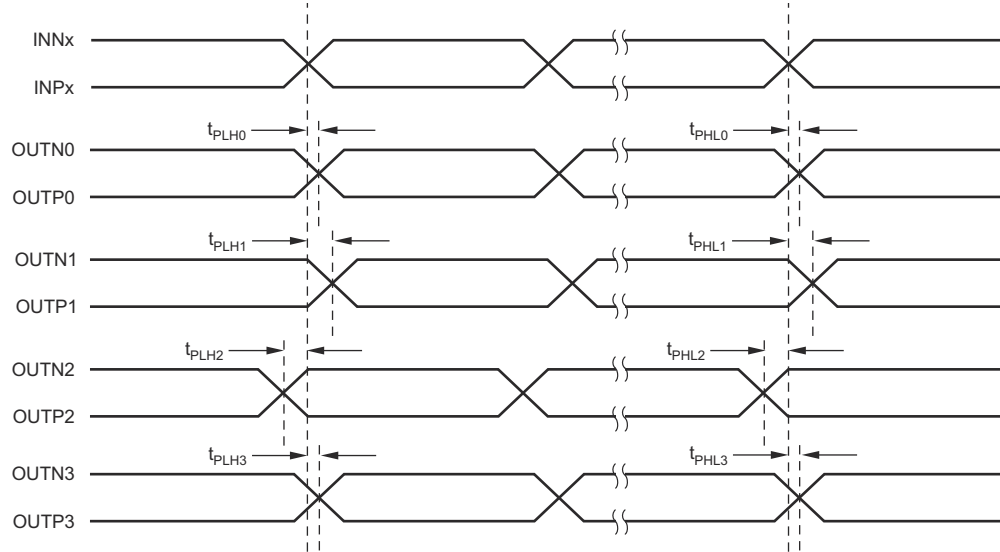 INNx
INPx
tPLH0 tPHL0
OUTN0
OUTP0
tPLH1 tPHL1
OUTN1
OUTP1
tPLH2 tPHL2
OUTN2
OUTP2
tPLH3 tPHL3
OUTN3
OUTP3